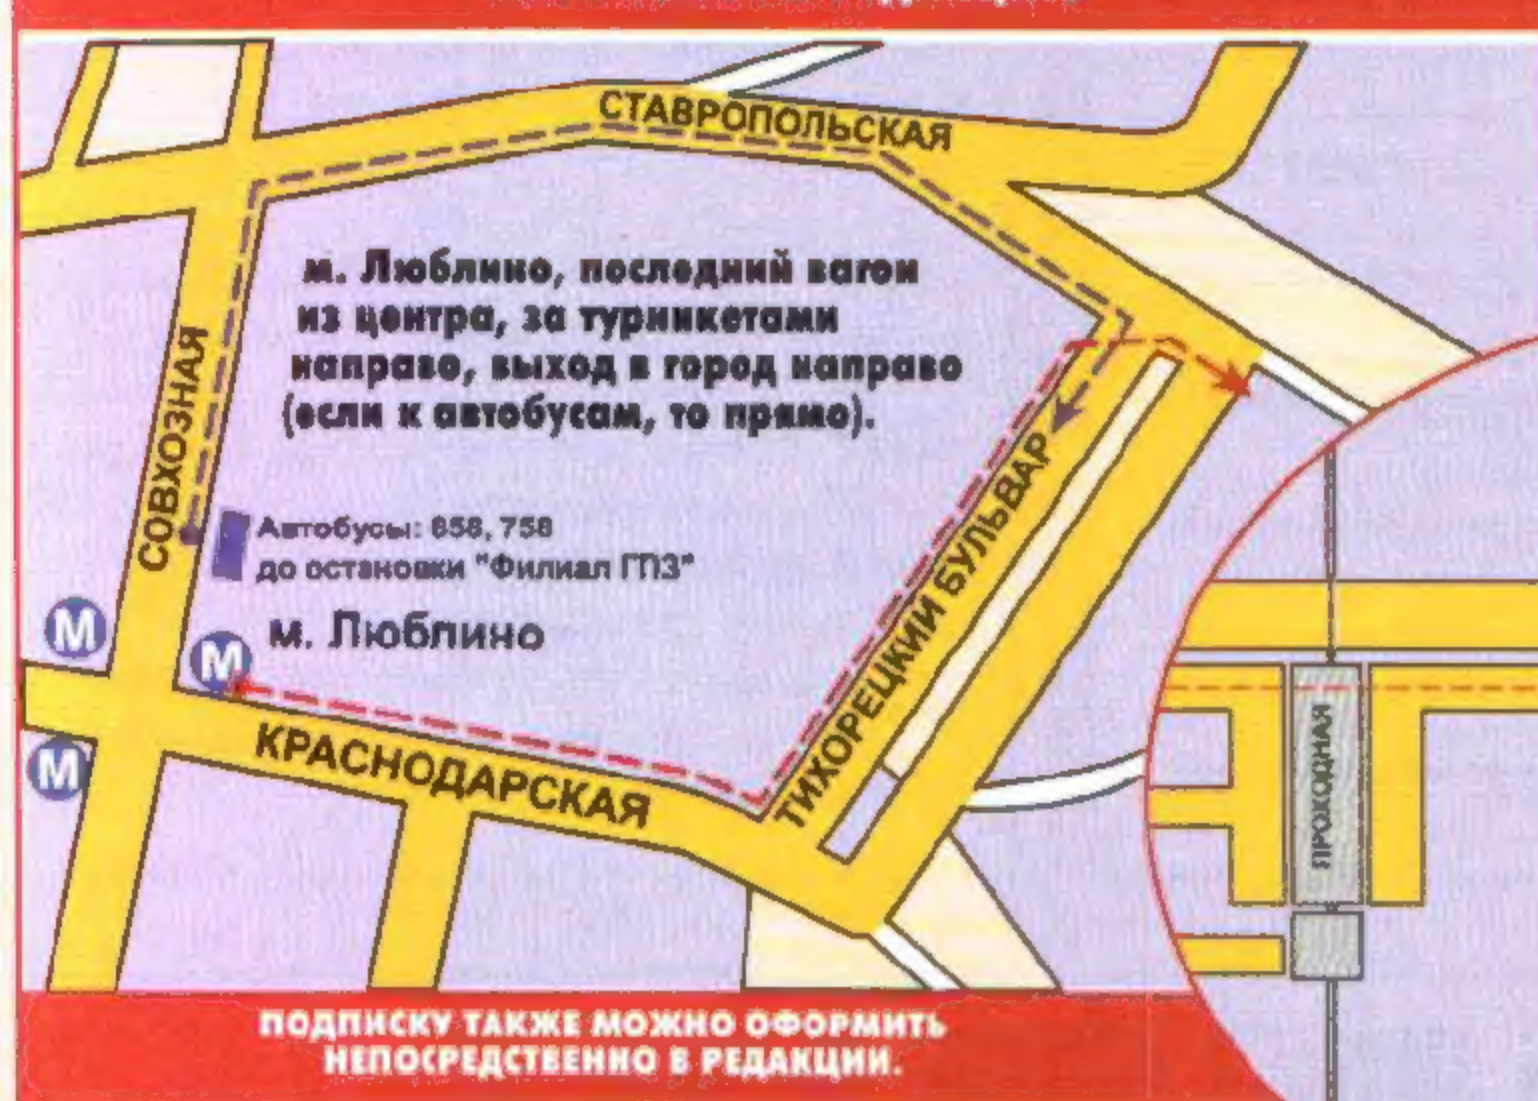 СТАВРОПОЛЬСКАЯ
м. Люблино, последний вагон
из центра, за турникетами
направо, выход в город направо
(если к автобусам, то прямо).
СОВХОЗНАЯ
Автобусы: 658, 758
до остановки "Филиал ГПЗ"
М
М
м. Люблино
ТИХОРЕЦКИЙ БУЛЬВАР
КРАСНОДАРСКАЯ
М
ПРОХОДНАЯ
ПОДПИСКУ ТАКЖЕ МОЖНО ОФОРМИТЬ
НЕПОСРЕДСТВЕННО В РЕДАКЦИИ.